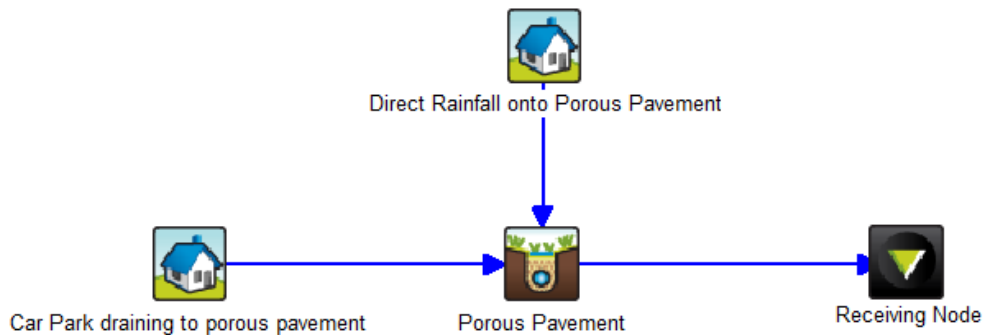 Direct Rainfall onto Porous Pavement
Car Park draining to porous pavement
Porous Pavement
Receiving Node